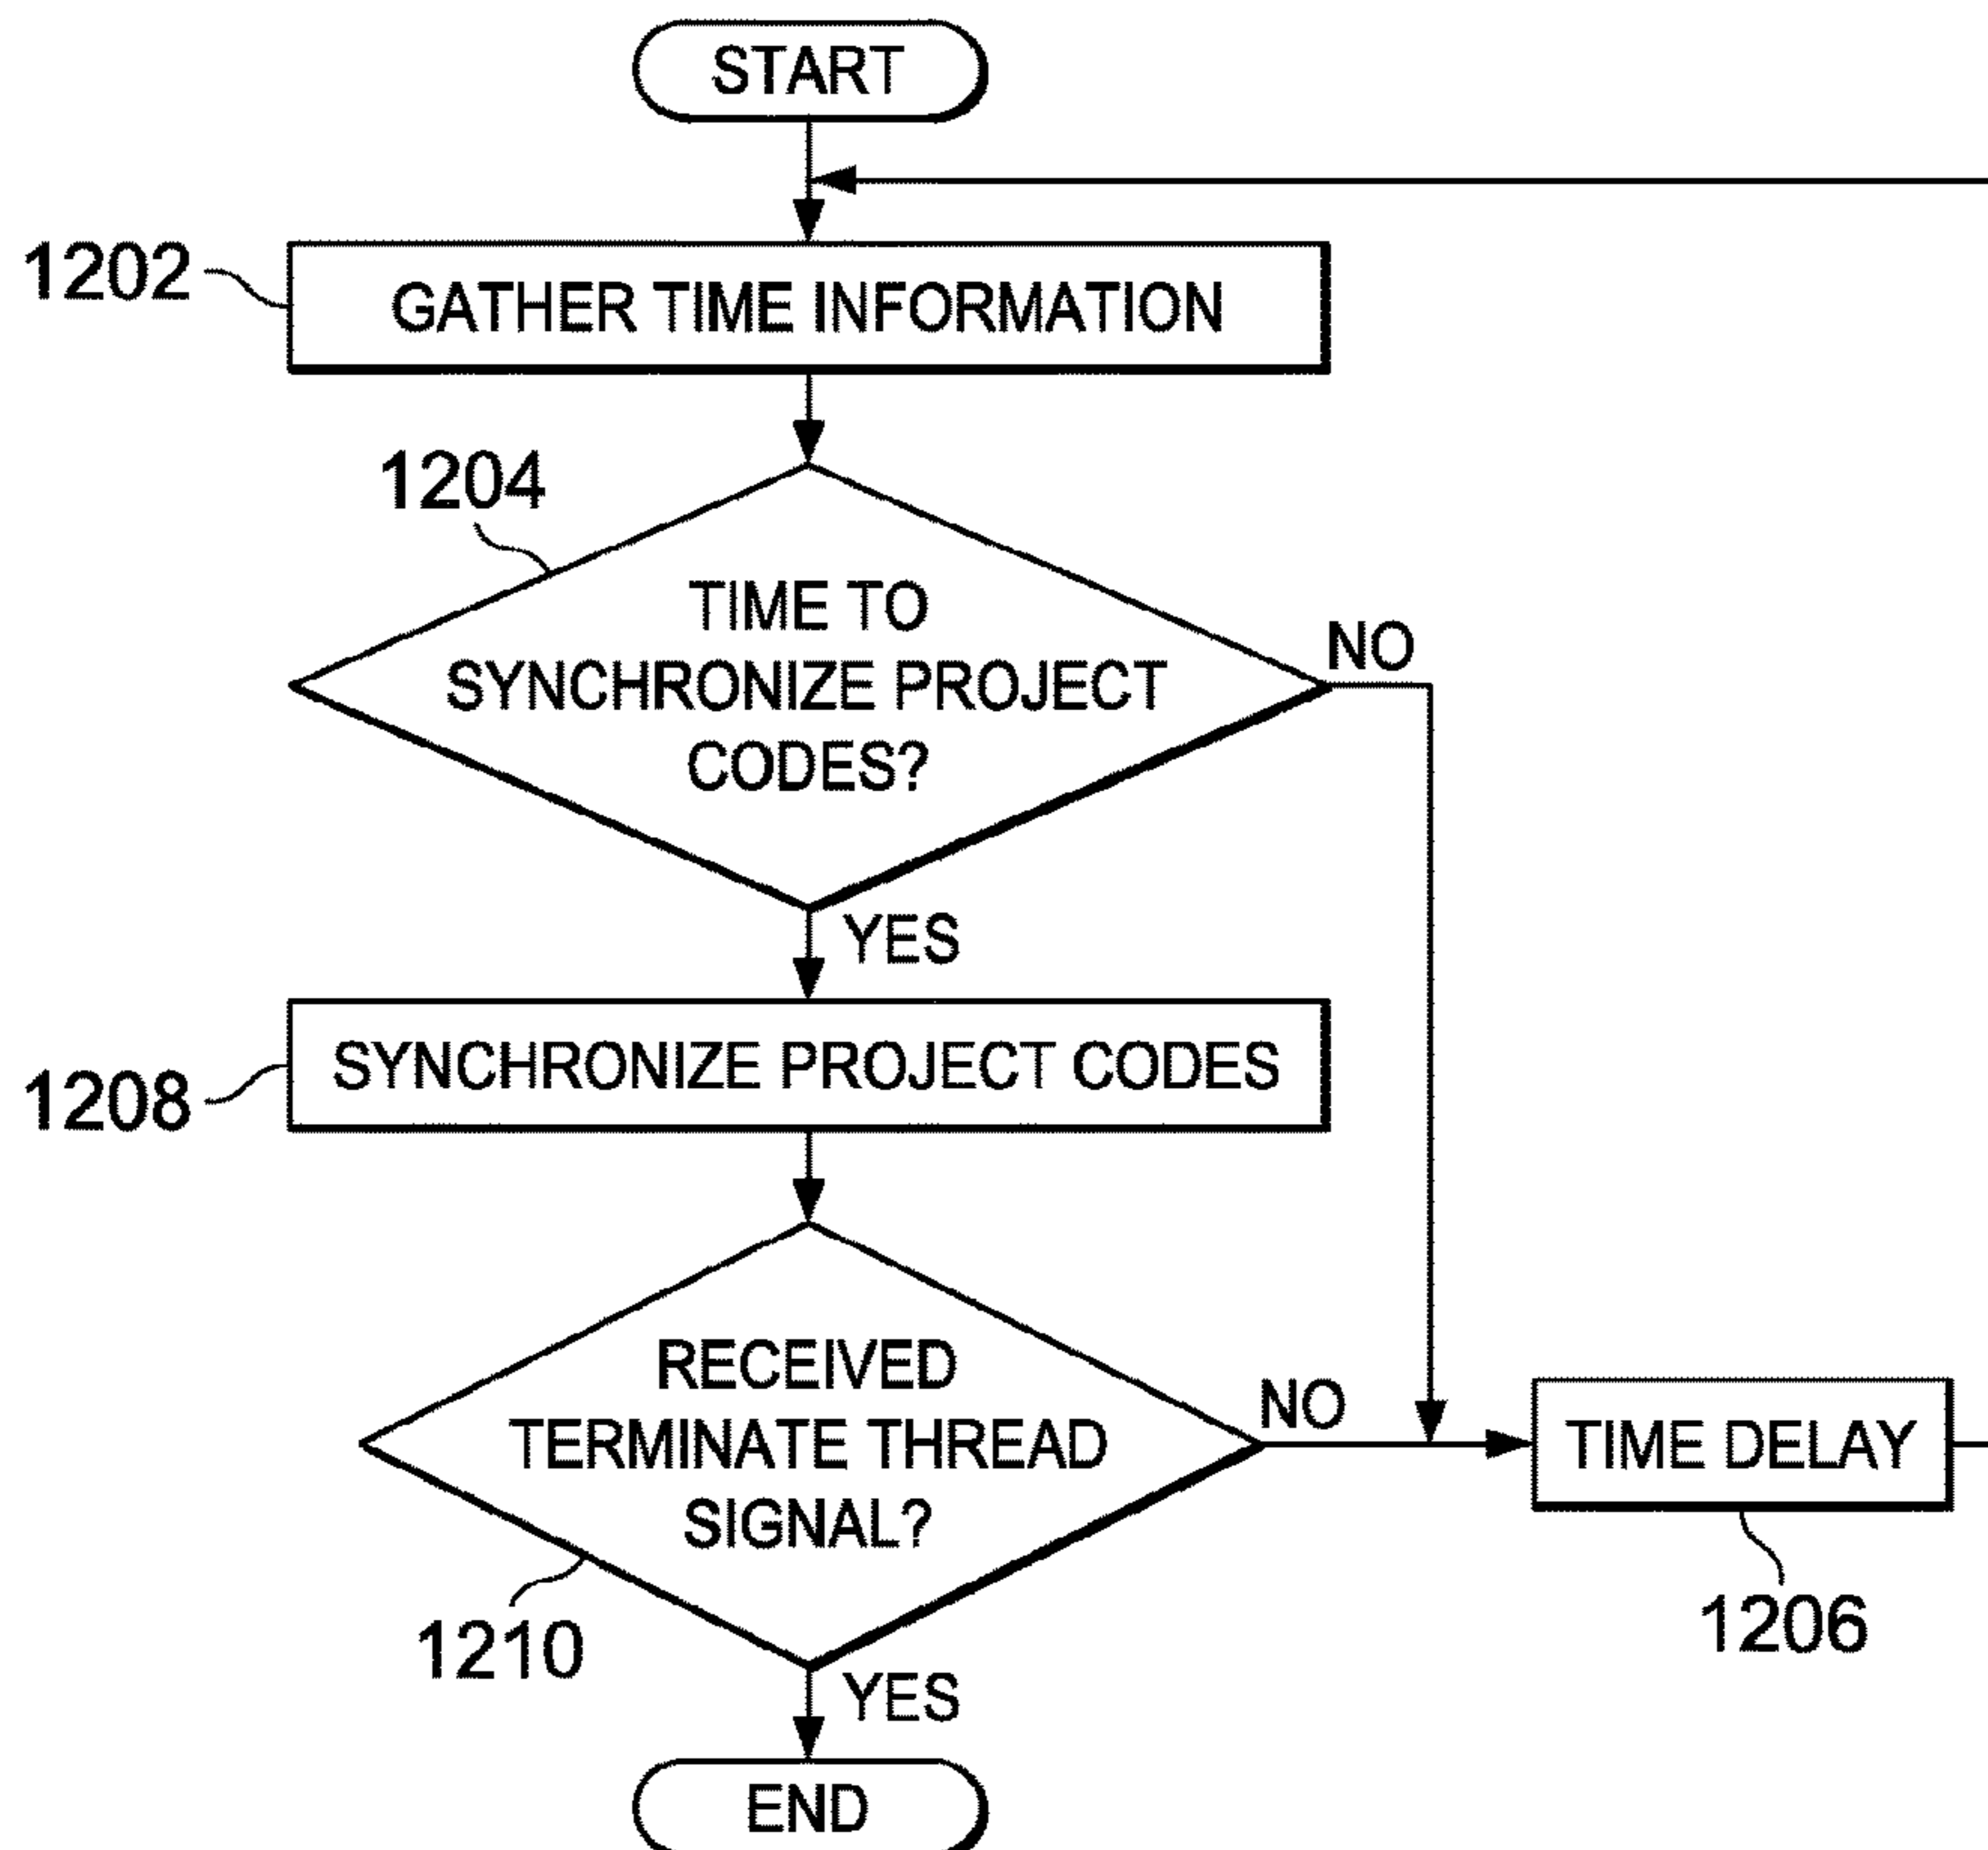 START
1202
GATHER TIME INFORMATION
1204
TIME TO
SYNCHRONIZE PROJECT
CODES?
NO
YES
1208
SYNCHRONIZE PROJECT CODES
RECEIVED
TERMINATE THREAD
SIGNAL?
NO
TIME DELAY
1206
1210
YES
END